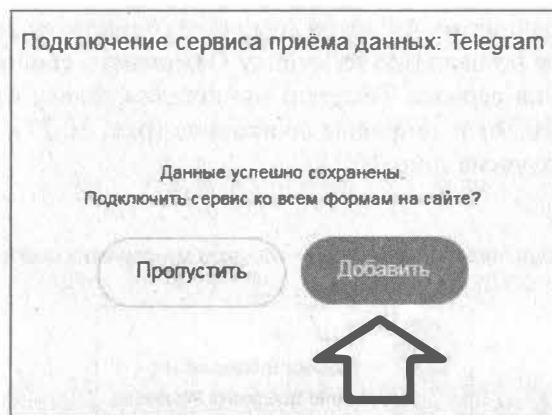 Подключение сервиса приёма данных: Telegram
Данные успешно сохранены.
Подключить сервис ко всем формам на сайте?
Пропустить
Добавить